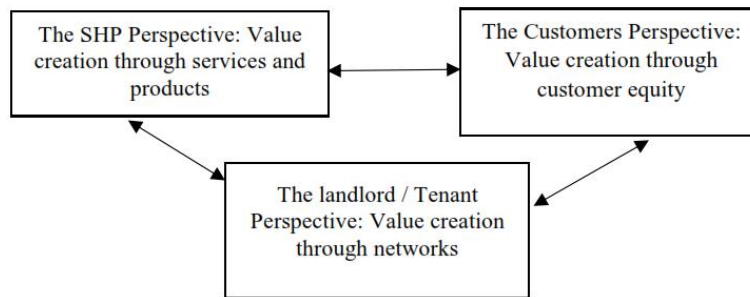 The SHP Perspective: Value
creation through services and
products
The Customers Perspective:
Value creation through
customer equity
The landlord / Tenant
Perspective: Value creation
through networks